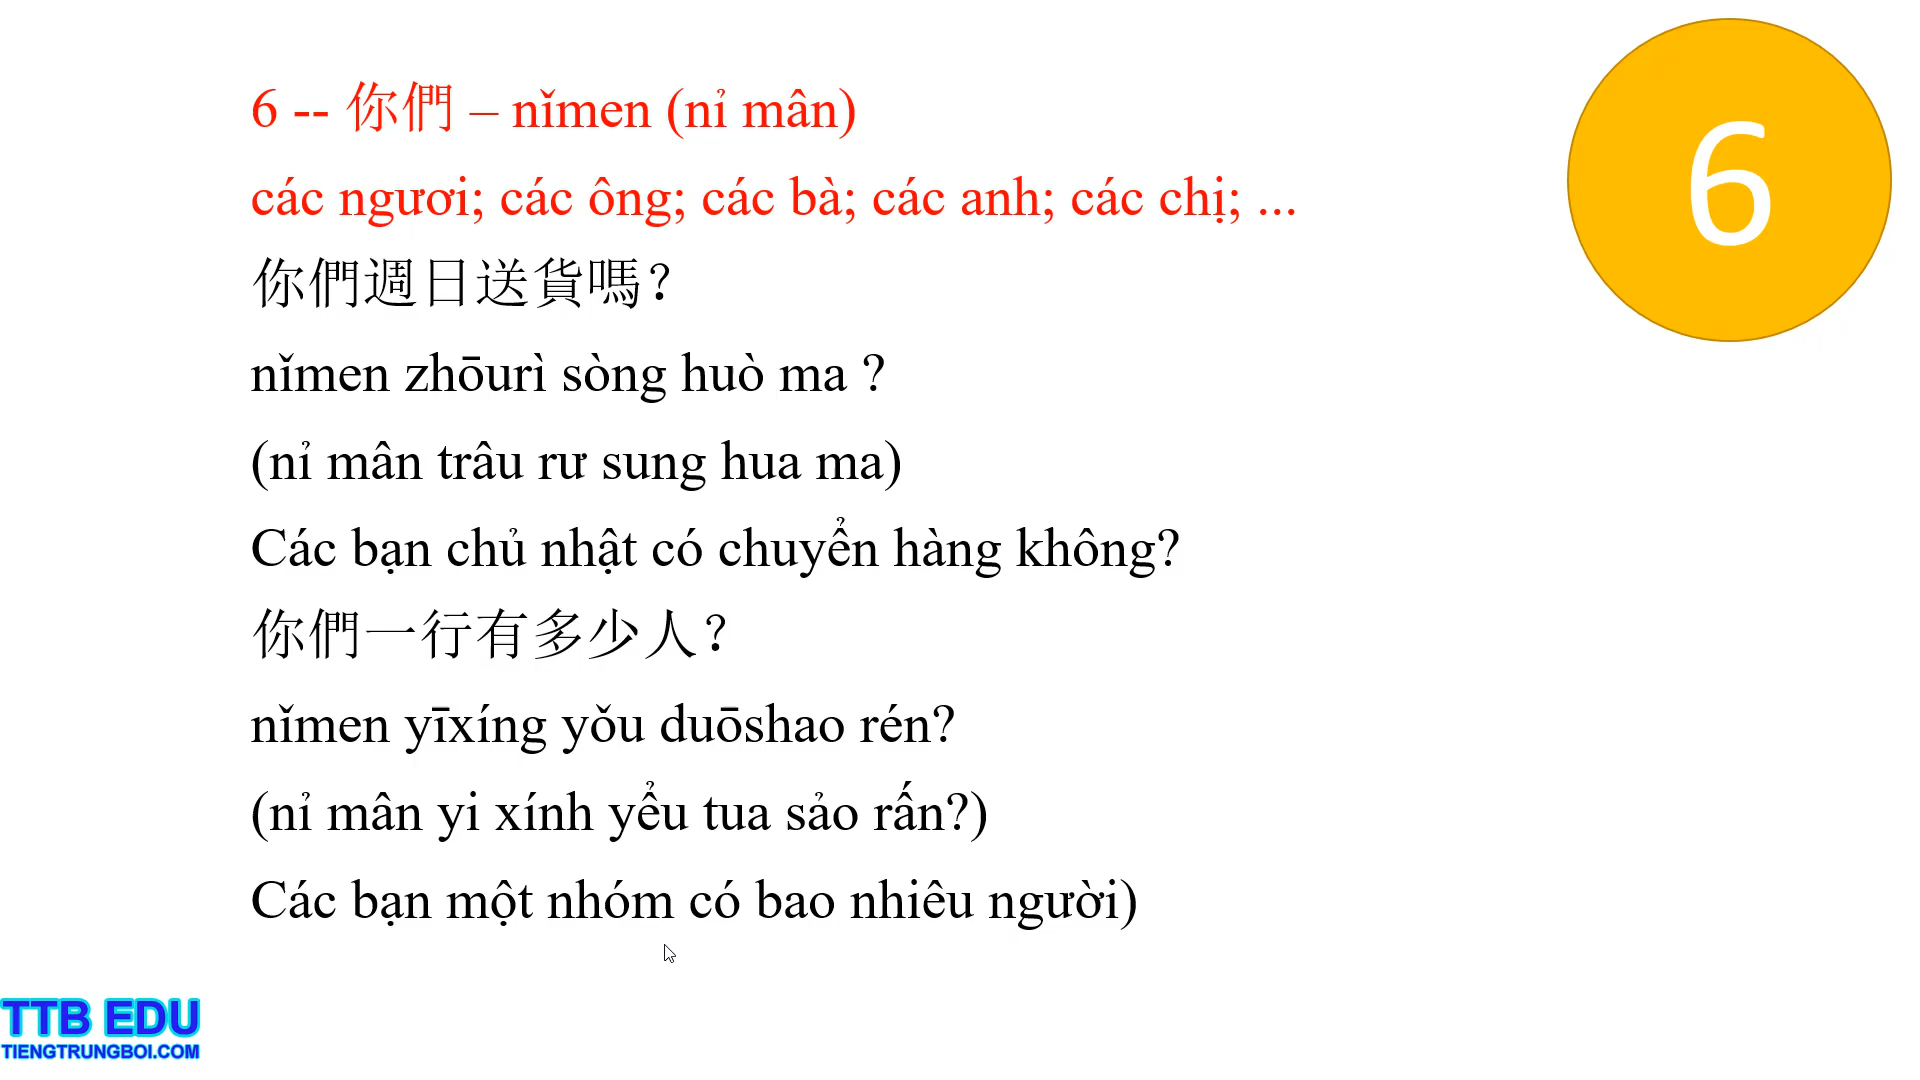 6 -- 你們 – nǐmen (nỉ mân)
6
các ngươi; các ông; các bà; các anh; các chị; ...
你們週日送貨嗎？
nǐmen zhōurì sòng huò ma ?
(nỉ mân trâu rư sung hua ma)
Các bạn chủ nhật có chuyển hàng không?
你們一行有多少人？
nǐmen yīxíng yǒu duōshao rén?
(nỉ mân yi xính yểu tua sảo rấn?)
Các bạn một nhóm có bao nhiêu người)
TTB EDU
TIENGTRUNGBOI.COM